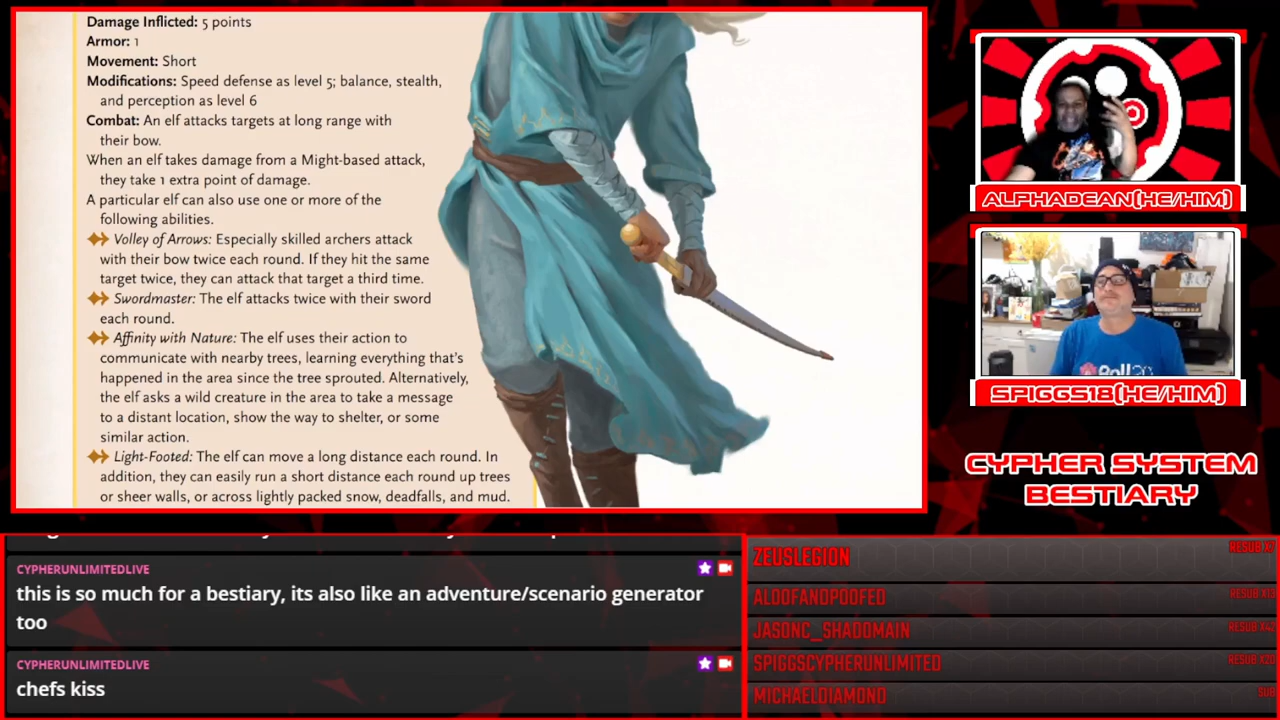 Damage Inflicted: 5 points
Armor: 1
Movement: Short
Modifications: Speed defense as level 5; balance, stealth,
and perception as level 6
Combat: An elf attacks targets at long range with
their bow.
When an elf takes damage from a Might-based attack,
they take 1 extra point of damage.
A particular elf can also use one or more of the
following abilities.
Volley of Arrows: Especially skilled archers attack
with their bow twice each round. If they hit the same
target twice, they can attack that target a third time.
Swordmaster: The elf attacks twice with their sword
each round.
Affinity with Nature: The elf uses their action to
communicate with nearby trees, learning everything that's
happened in the area since the tree sprouted. Alternatively,
the elf asks a wild creature in the area to take a message
to a distant location, show the way to shelter, or some
similar action.
Light-Footed: The elf can move a long distance each round. In
addition, they can easily run a short distance each round up trees
or sheer walls, or across lightly packed snow, deadfalls, and mud.
ALPHADEAN(HE/HIM)
SPIGGS18(HE/HIM)
CYPHER SYSTEM
BESTIARY
CYPHERUNLIMITEDLIVE
this is so much for a bestiary, its also like an adventure/scenario generator
too
CYPHERUNLIMITEDLIVE
chefs kiss
ZEUSLEGION RESUB X7
ALOOFANDPOOFED RESUB X13
JASONC_SHADOMAIN RESUB X42
SPIGGSCYPHERUNLIMITED RESUB X20
MICHAELDIAMOND SUB